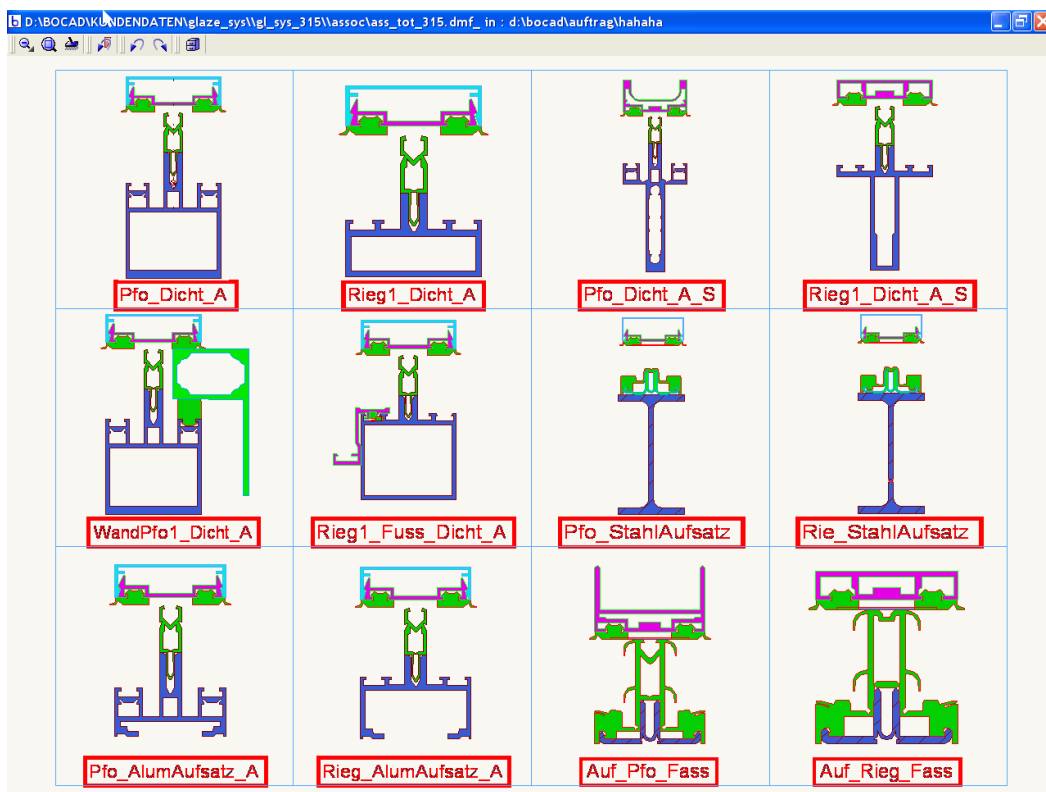 D:\BOCAD\KUNDENDATEN\glaze_sys\\gl_sys_315\\assoc\ass_tot_315.dmf_ in : d:\bocad\auftrag\hahaha
Pfo_Dicht_A
Rieg1_Dicht_A
Pfo_Dicht_A_S
Rieg1_Dicht_A_S
WandPfo1_Dicht_A
Rieg1_Fuss_Dicht_A
Pfo_StahlAufsatz
Rie_StahlAufsatz
Pfo_AlumAufsatz_A
Rieg_AlumAufsatz_A
Auf_Pfo_Fass
Auf_Rieg_Fass